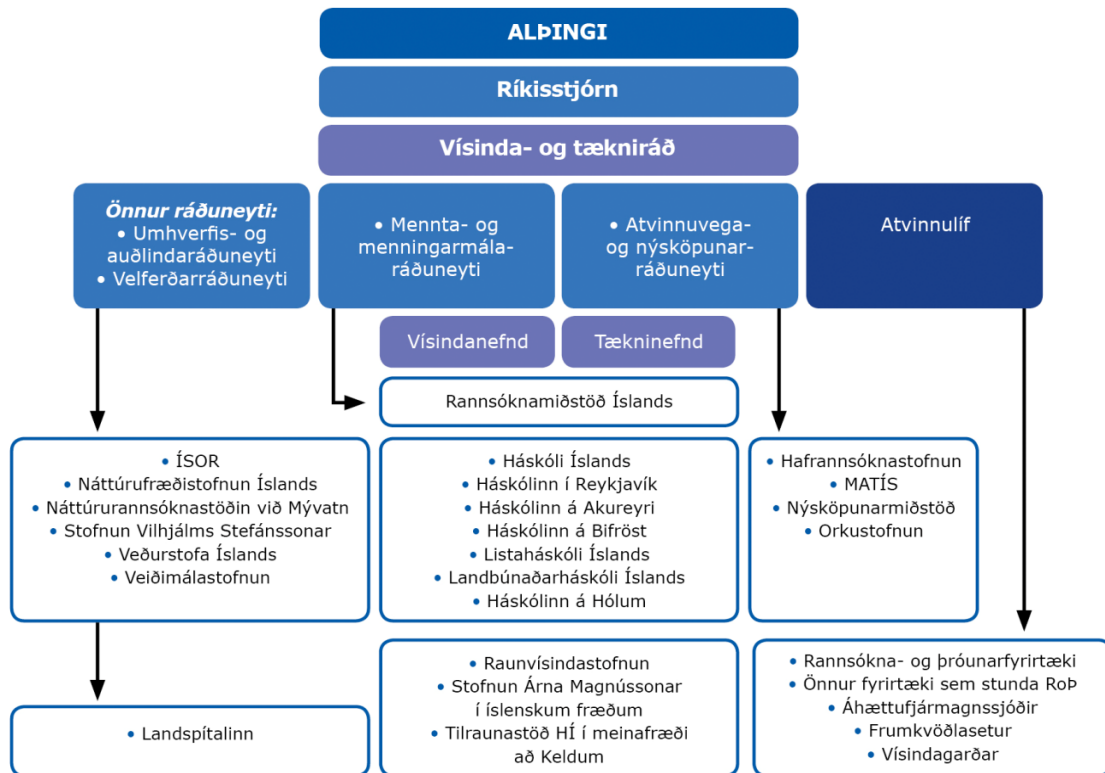 ALÞINGI
Ríkisstjórn
Vísinda- og tækniráð
Önnur ráðuneyti:
• Umhverfis- og
auðlindaráðuneyti
• Velferðarráðuneyti
• Mennta- og
menningarmála-
ráðuneyti
• Atvinnuvega-
og nýsköpunar-
ráðuneyti
Atvinnulíf
Vísindanefnd
Tækninefnd
Rannsóknamiðstöð Íslands
• ÍSOR
• Náttúrufræðistofnun Íslands
• Náttúrurannsóknastöðin við Mývatn
• Stofnun Vilhjálms Stefánssonar
• Veðurstofa Íslands
• Veiðimálastofnun
• Háskóli Íslands
• Háskólinn í Reykjavík
• Háskólinn á Akureyri
• Háskólinn á Bifröst
• Listaháskóli Íslands
• Landbúnaðarháskóli Íslands
• Háskólinn á Hólum
• Hafrannsóknastofnun
• MATÍS
• Nýsköpunarmiðstöð
• Orkustofnun
• Landspítalinn
• Raunvísindastofnun
• Stofnun Árna Magnússonar
í íslenskum fræðum
• Tilraunastöð HÍ í meinafræði
að Keldum
• Rannsókna- og þróunarfyrirtæki
• Önnur fyrirtæki sem stunda RoÞ
• Áhættufjármagnssjóðir
• Frumkvöðlasetur
• Vísindagarðar